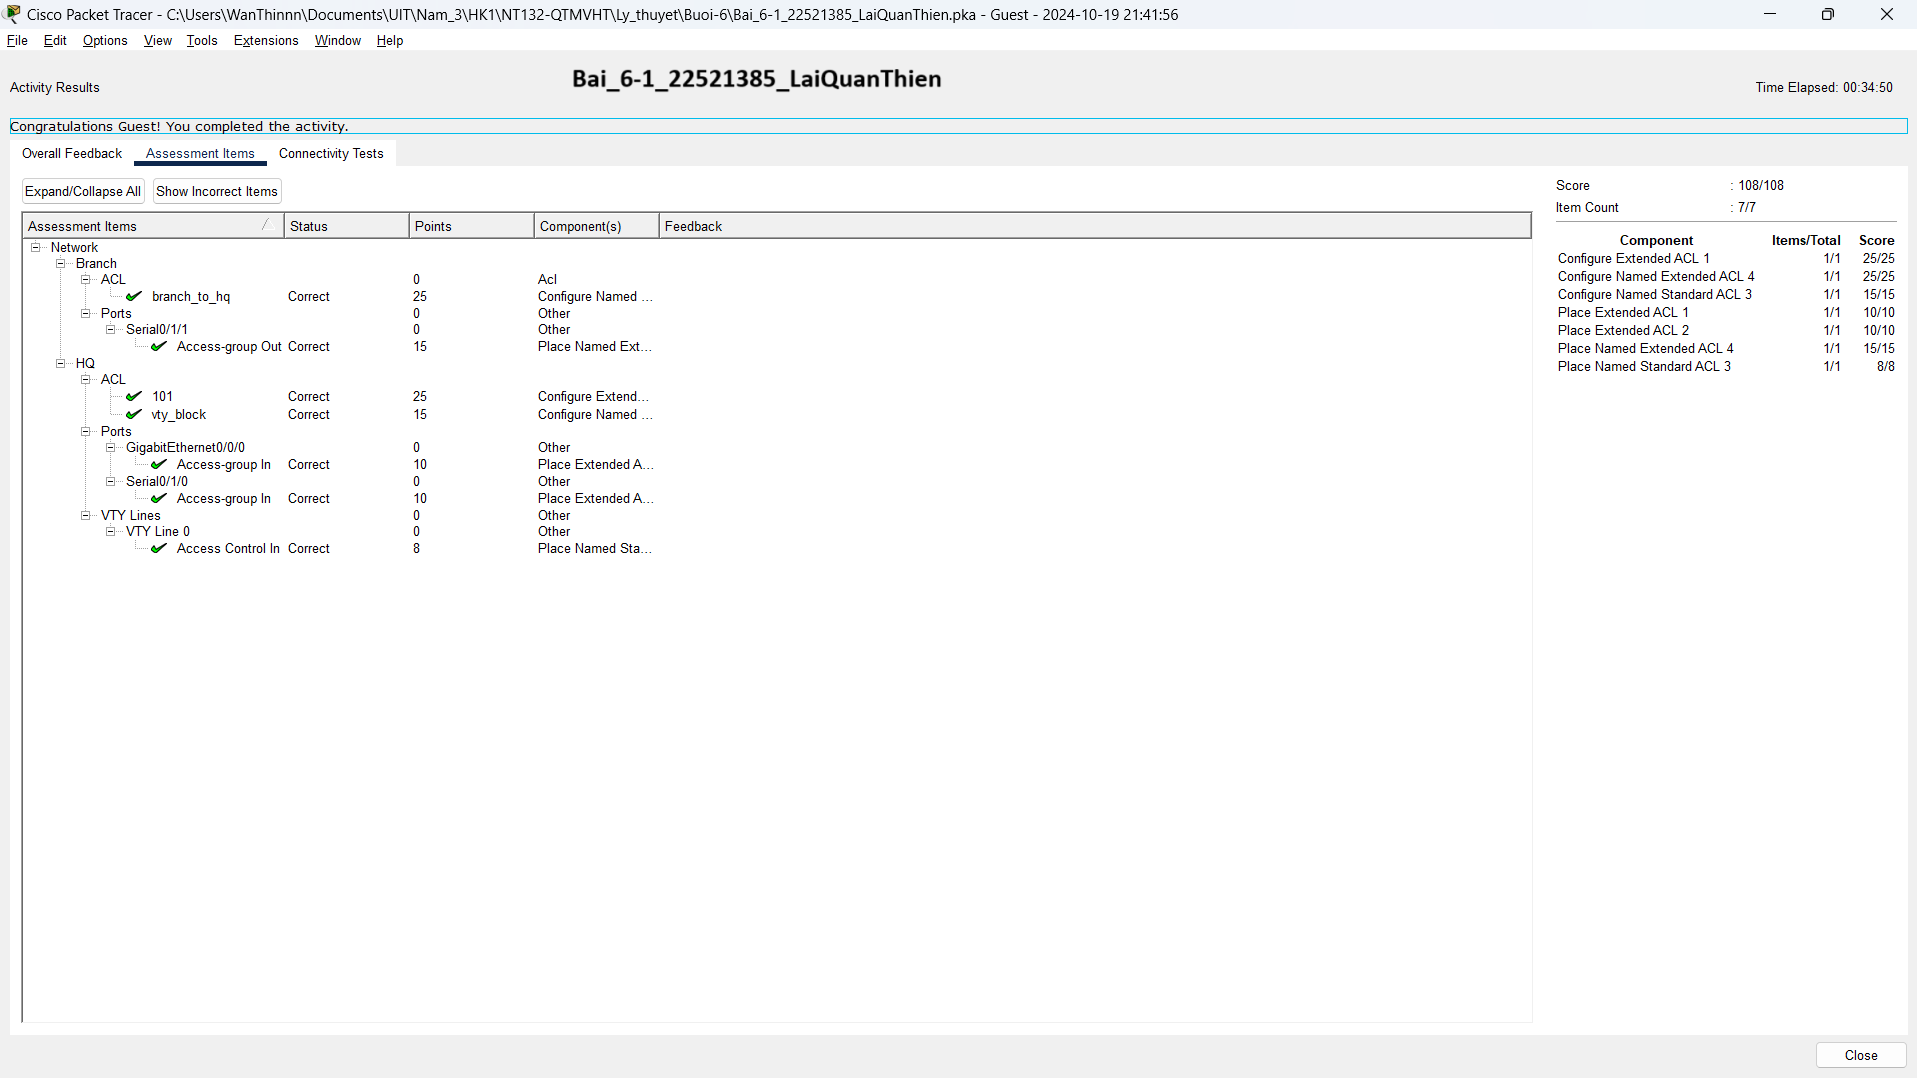 Cisco Packet Tracer - C:\Users\WanThinnn\Documents\UIT\Nam_3\HK1\NT132-QTMVHT\Ly_thuyet\Buoi-6\Bai_6-1_22521385_LaiQuanThien.pka - Guest - 2024-10-19 21:41:56
File Edit Options View Tools Extensions Window Help
Bai_6-1_22521385_LaiQuanThien
Activity Results
Time Elapsed: 00:34:50
Congratulations Guest! You completed the activity.
Overall Feedback Assessment Items Connectivity Tests
Expand/Collapse All Show Incorrect Items
Assessment Items Status Points Component(s) Feedback
Network
Branch
ACL 0 Acl
branch_to_hq Correct 25 Configure Named ...
Ports 0 Other
Serial0/1/1 0 Other
Access-group Out Correct 15 Place Named Ext...
HQ
ACL
101 Correct 25 Configure Extend...
vty_block Correct 15 Configure Named ...
Ports 0 Other
GigabitEthernet0/0/0 0 Other
Access-group In Correct 10 Place Extended A...
Serial0/1/0 0 Other
Access-group In Correct 10 Place Extended A...
VTY Lines 0 Other
VTY Line 0 0 Other
Access Control In Correct 8 Place Named Sta...
Score : 108/108
Item Count : 7/7
Component Items/Total Score
Configure Extended ACL 1 1/1 25/25
Configure Named Extended ACL 4 1/1 25/25
Configure Named Standard ACL 3 1/1 15/15
Place Extended ACL 1 1/1 10/10
Place Extended ACL 2 1/1 10/10
Place Named Extended ACL 4 1/1 15/15
Place Named Standard ACL 3 1/1 8/8
Close